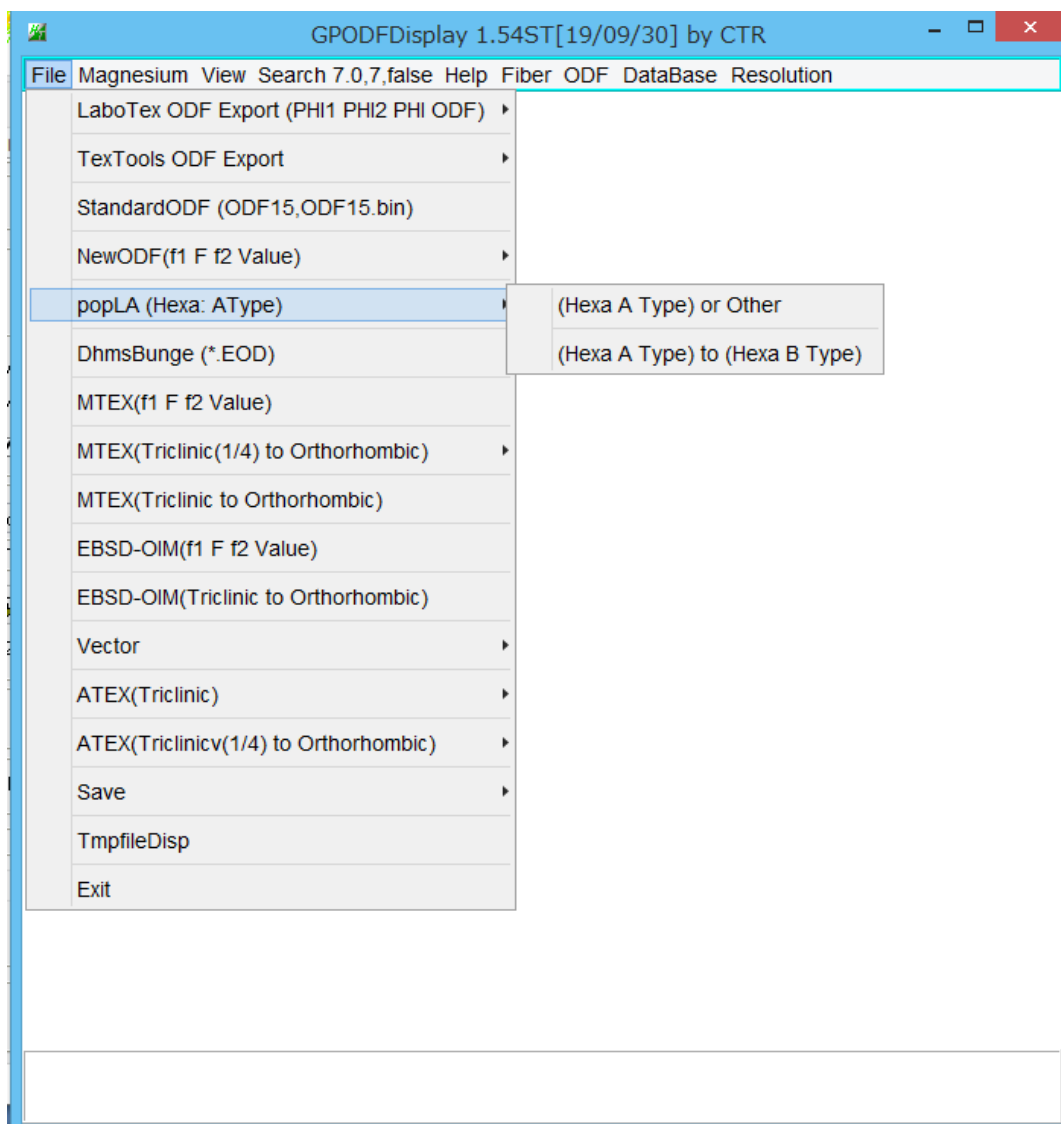 GPODFDisplay 1.54ST[19/09/30] by CTR
File Magnesium View Search 7.0,7,false Help Fiber ODF DataBase Resolution
LaboTex ODF Export (PHI1 PHI2 PHI ODF)
TexTools ODF Export
StandardODF (ODF15,ODF15.bin)
NewODF(f1 F f2 Value)
popLA (Hexa: AType)
(Hexa A Type) or Other
(Hexa A Type) to (Hexa B Type)
DhmsBunge (*.EOD)
MTEX(f1 F f2 Value)
MTEX(Triclinic(1/4) to Orthorhombic)
MTEX(Triclinic to Orthorhombic)
EBSD-OIM(f1 F f2 Value)
EBSD-OIM(Triclinic to Orthorhombic)
Vector
ATEX(Triclinic)
ATEX(Triclinicv(1/4) to Orthorhombic)
Save
TmpfileDisp
Exit